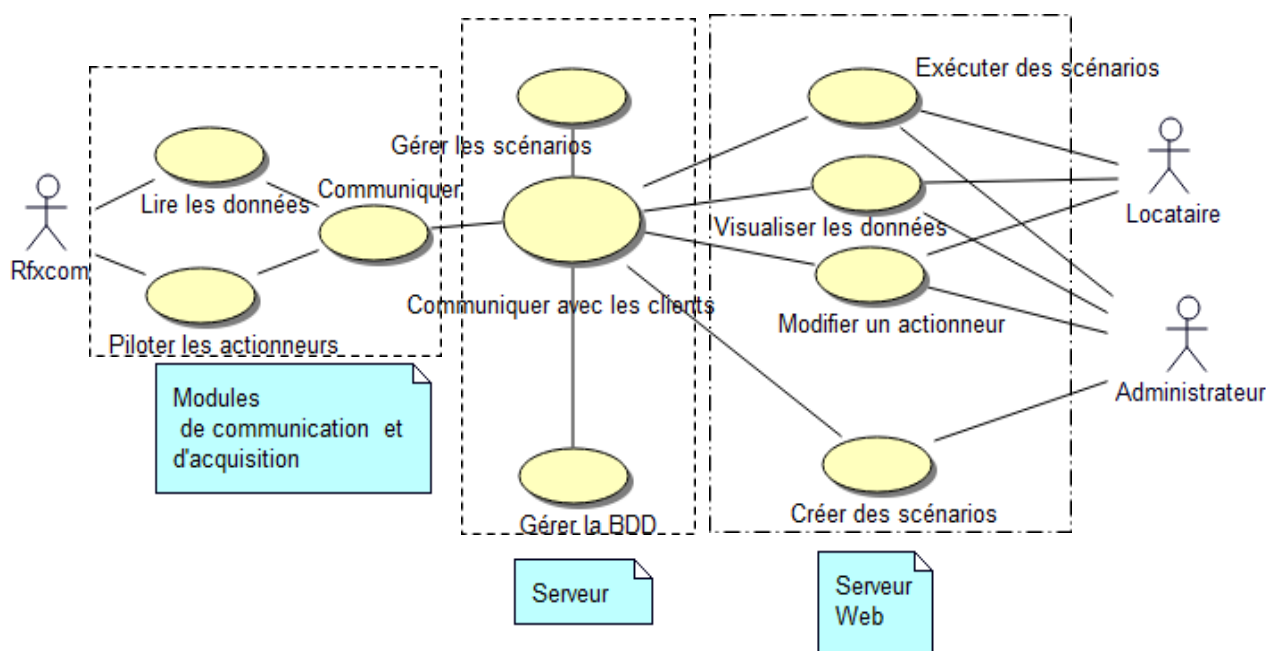 Exécuter des scénarios
Gérer les scénarios
Communiquer
Lire les données
Locataire
Visualiser les données
Rfxcom
Communiquer avec les clients
Modifier un actionneur
Piloter les actionneurs
Administrateur
Modules
de communication et
d'acquisition
Créer des scénarios
Gérer la BDD
Serveur
Serveur
Web